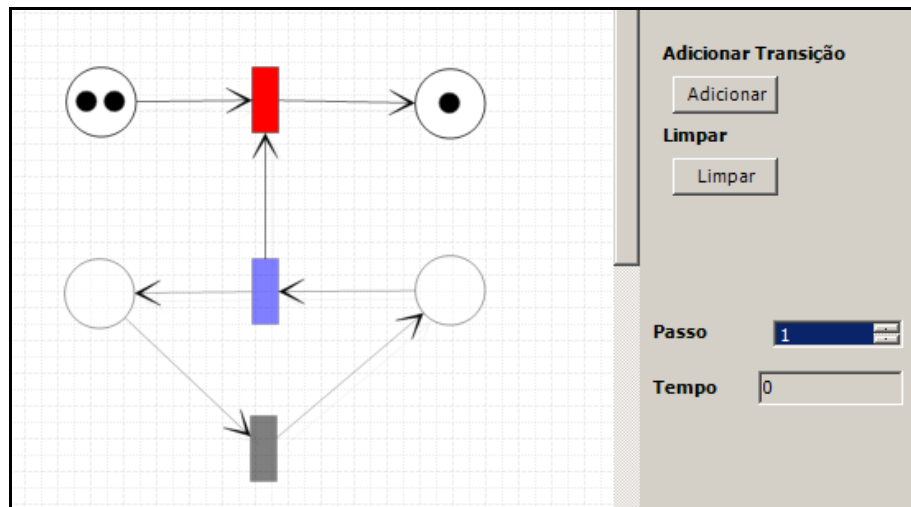 Adicionar Transição
Adicionar
Limpar
Limpar
Passo
1
Tempo
0